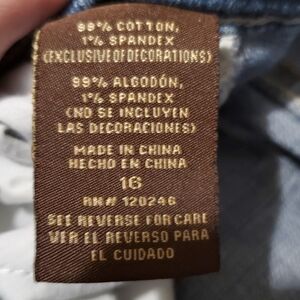 99% COTTON,
1% SPANDEX
(EXCLUSIVE OF DECORATIONS)
99% ALGODÓN,
1% SPANDEX
(NO SE INCLUYEN
LAS DECORACIONES)
MADE IN CHINA
HECHO EN CHINA
16
RN# 120246
SEE REVERSE FOR CARE
VER EL REVERSO PARA
EL CUIDADO